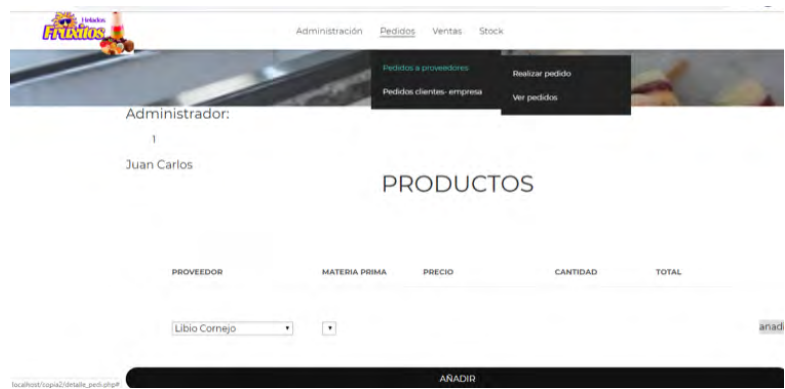 Helados
Fruxitos
Administración Pedidos Ventas Stock
Pedidos a proveedores
Realizar pedido
Pedidos clientes- empresa
Ver pedidos
Administrador:
1
Juan Carlos
PRODUCTOS
PROVEEDOR MATERIA PRIMA PRECIO CANTIDAD TOTAL
Libio Cornejo
anadi
AÑADIR
localhost/copia2/detalle_pedi.php#